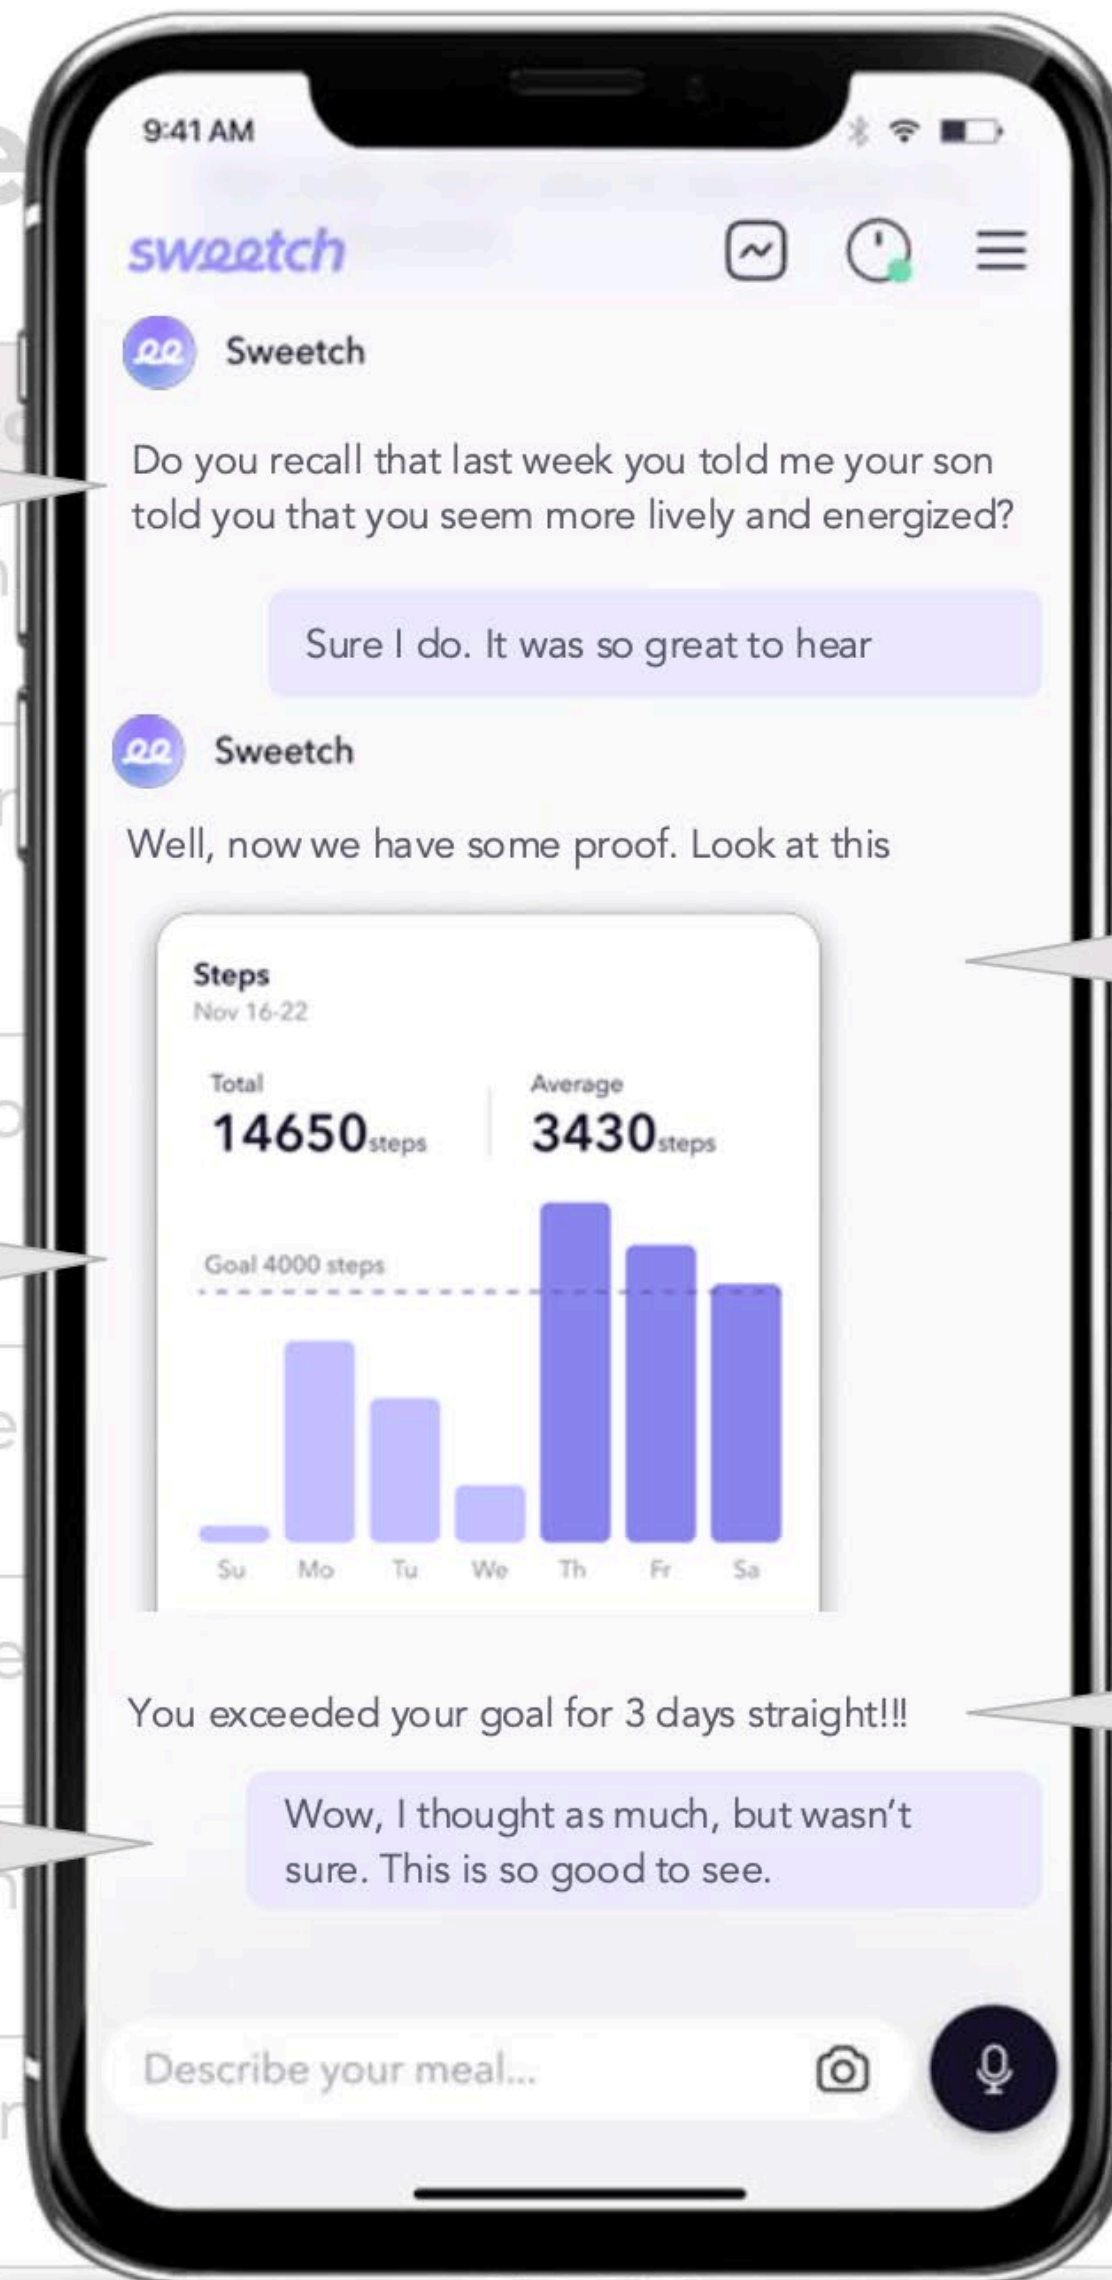 9:41 AM
sweetch
Sweetch
Do you recall that last week you told me your son
told you that you seem more lively and energized?
Sure I do. It was so great to hear
Sweetch
Well, now we have some proof. Look at this
Steps
Nov 16-22
Total
Average
14650steps
3430steps
Goal 4000 steps
Su Mo Tu We Th Fr Sa
You exceeded your goal for 3 days straight!!!
Wow, I thought as much, but wasn't
sure. This is so good to see.
Describe your meal...